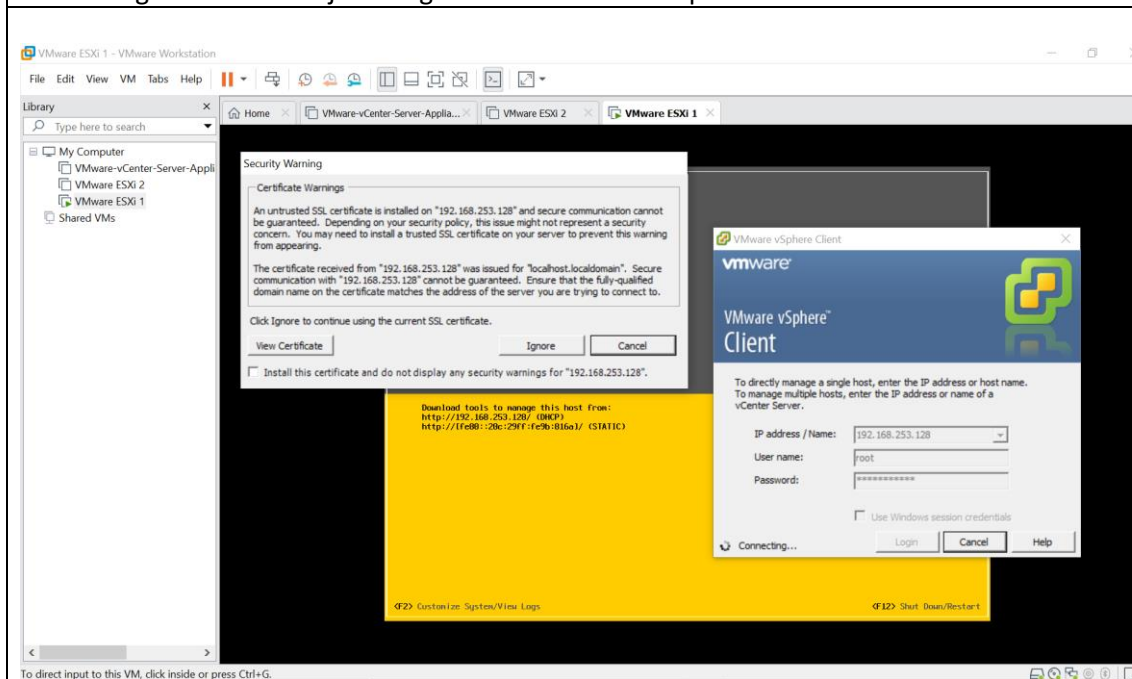 VMware ESXi 1 - VMware Workstation
File Edit View VM Tabs Help
Library
Type here to search
My Computer
VMware-vCenter-Server-Appli
VMware ESXi 2
VMware ESXi 1
Shared VMs
Home
VMware-vCenter-Server-Applia...
VMware ESXi 2
VMware ESXi 1
Security Warning
Certificate Warnings
An untrusted SSL certificate is installed on "192.168.253.128" and secure communication cannot
be guaranteed. Depending on your security policy, this issue might not represent a security
concern. You may need to install a trusted SSL certificate on your server to prevent this warning
from appearing.
The certificate received from "192.168.253.128" was issued for "localhost.localdomain". Secure
communication with "192.168.253.128" cannot be guaranteed. Ensure that the fully-qualified
domain name on the certificate matches the address of the server you are trying to connect to.
Click Ignore to continue using the current SSL certificate.
View Certificate
Ignore
Cancel
Install this certificate and do not display any security warnings for "192.168.253.128".
VMware vSphere Client
vmware
VMware vSphere™
Client
To directly manage a single host, enter the IP address or host name.
To manage multiple hosts, enter the IP address or name of a
vCenter Server.
IP address / Name: 192.168.253.128
User name: root
Password: ***********
Use Windows session credentials
Connecting...
Login
Cancel
Help
Download tools to manage this host from:
http://192.168.253.128/ (DHCP)
http://[fe80::20c:29ff:fe9b:816a]/ (STATIC)
<F2> Customize System/View Logs
<F12> Shut Down/Restart
To direct input to this VM, click inside or press Ctrl+G.